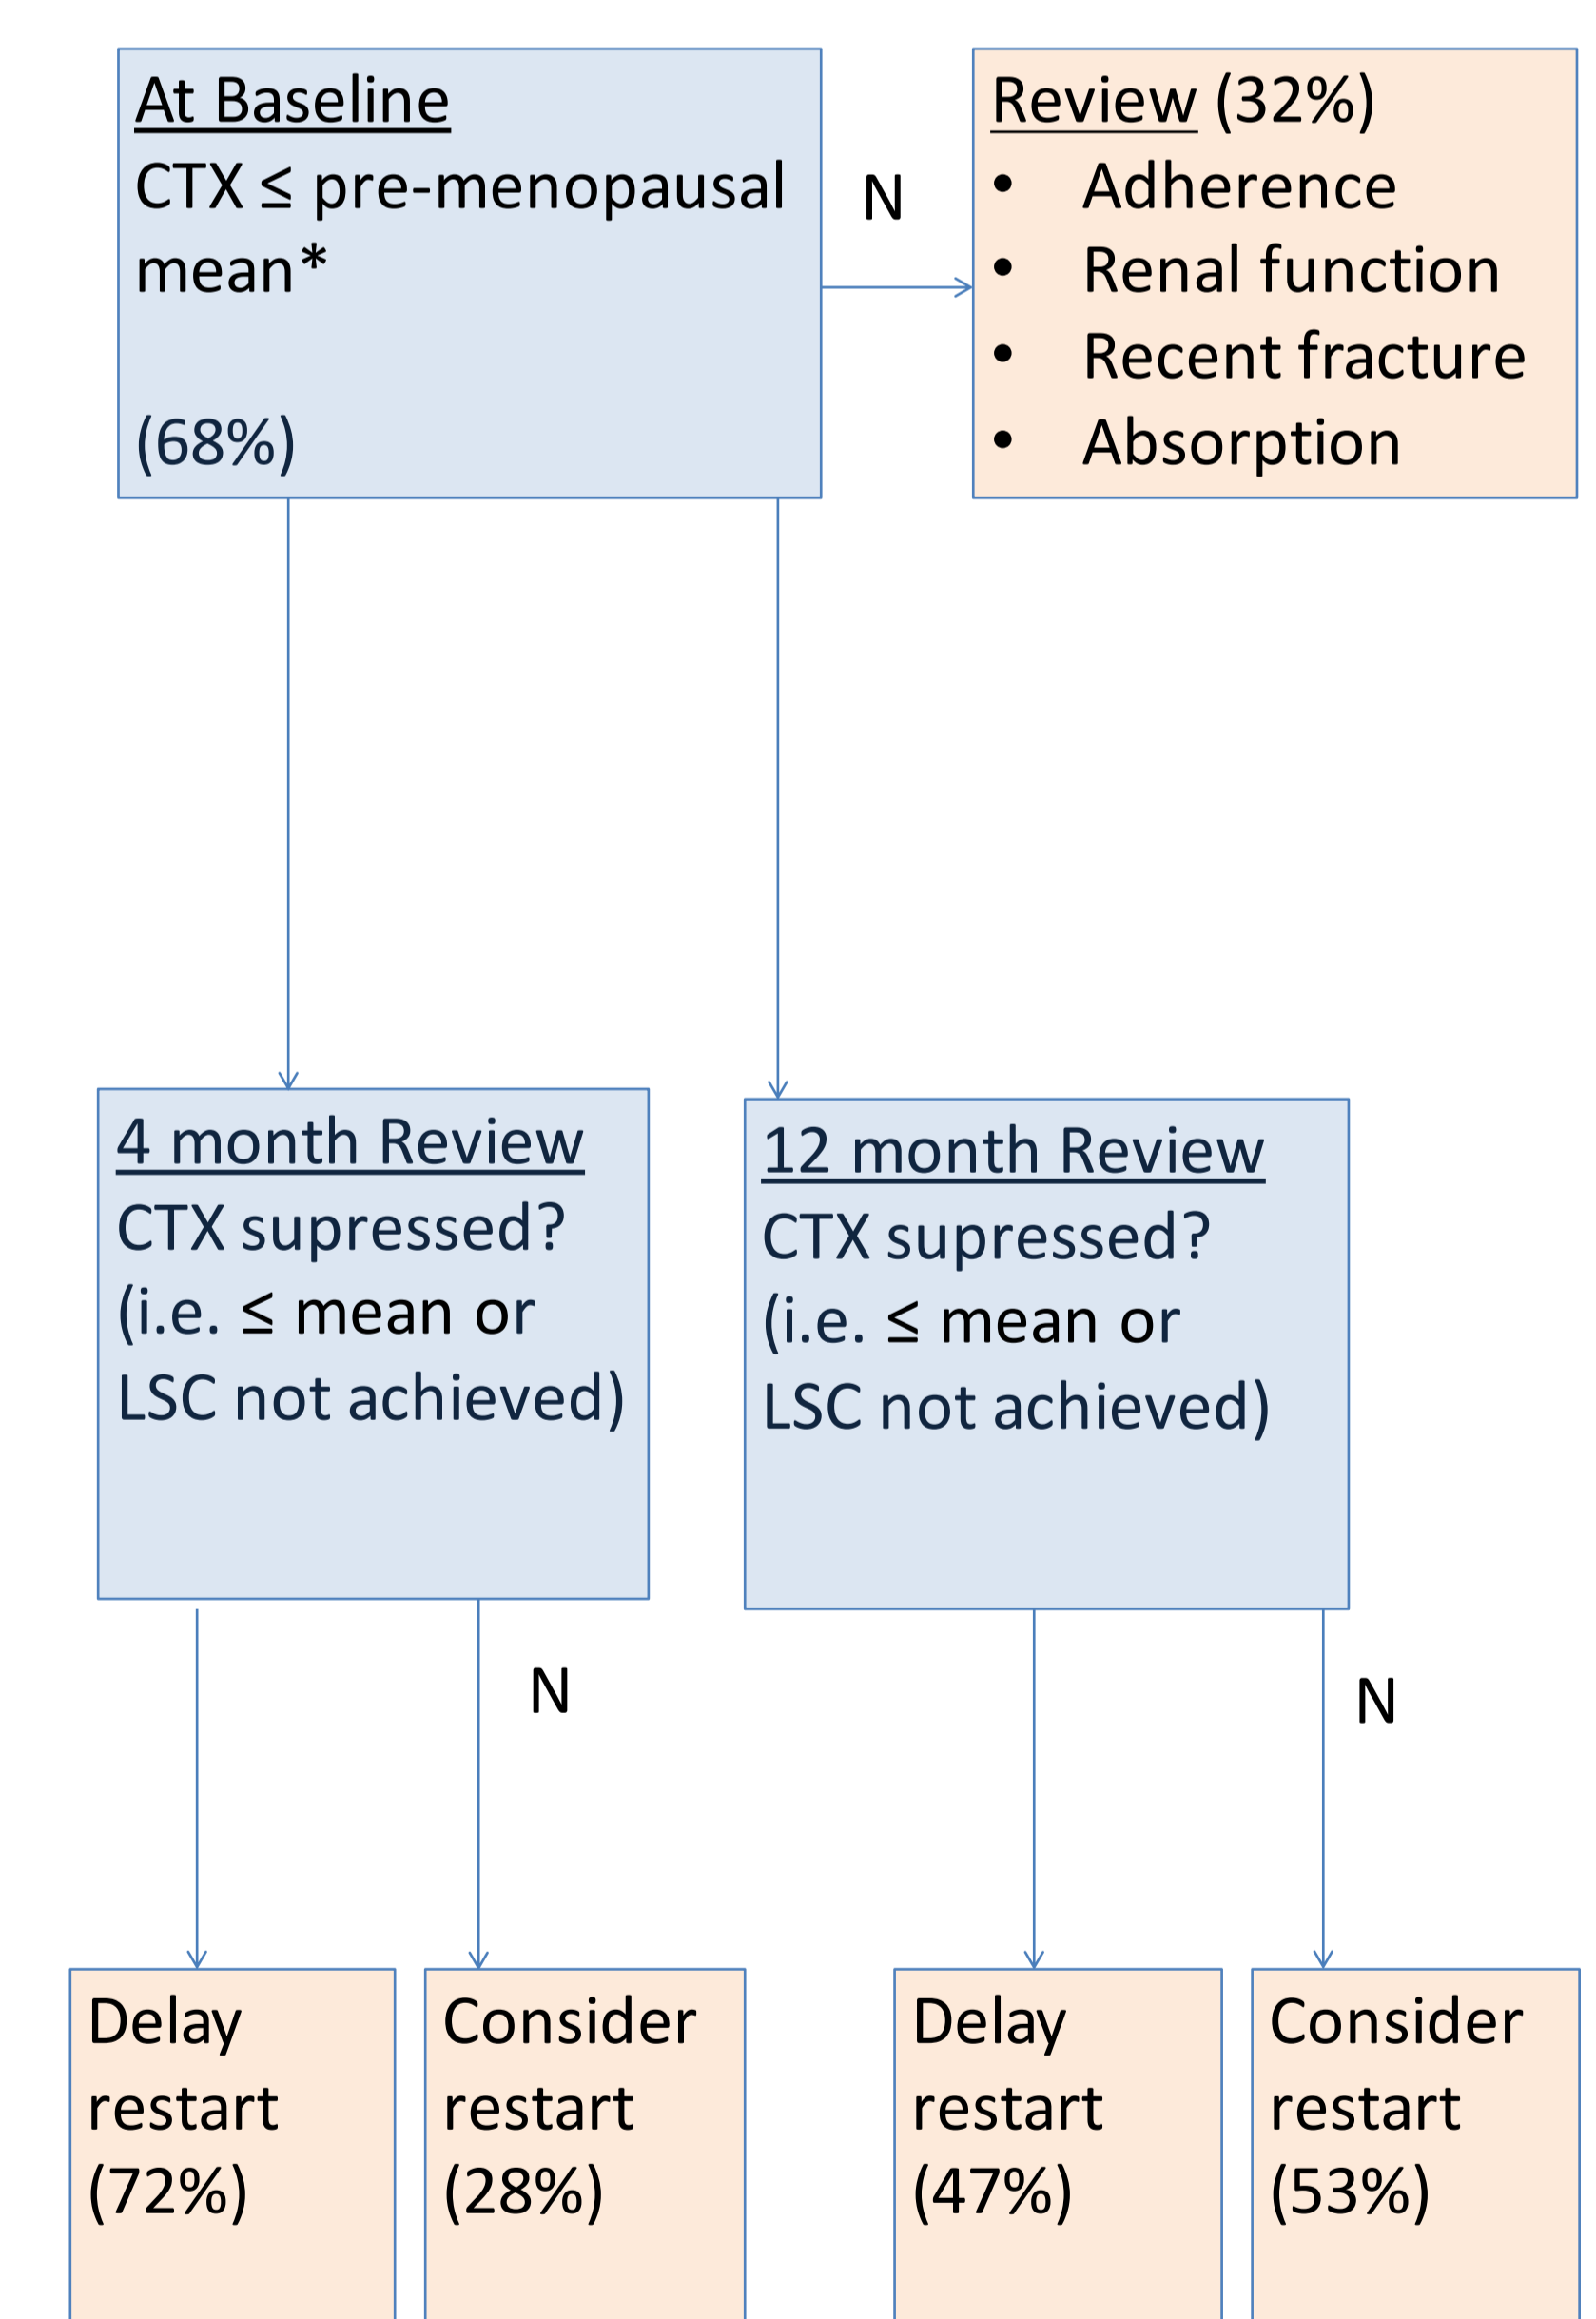 At Baseline
CTX ≤ pre-menopausal
mean*
(68%)
N
Review (32%)
• Adherence
• Renal function
• Recent fracture
• Absorption
4 month Review
CTX supressed?
(i.e. ≤ mean or
LSC not achieved)
12 month Review
CTX supressed?
(i.e. ≤ mean or
LSC not achieved)
N
N
Delay
restart
(72%)
Consider
restart
(28%)
Delay
restart
(47%)
Consider
restart
(53%)